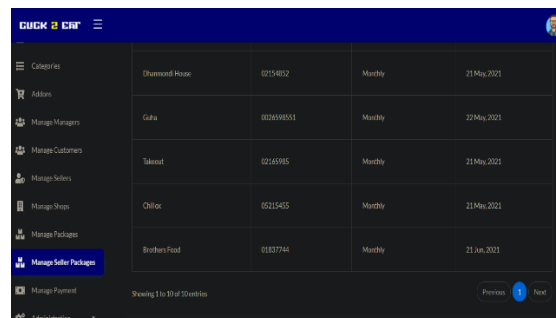 CLICK 2 EAT
Categories
Addons
Manage Managers
Manage Customers
Manage Sellers
Manage Shops
Manage Packages
Manage Seller Packages
Manage Payment
Administration
Dhanmondi House 02154852 Monthly 21 May, 2021
Guha 0026598551 Monthly 22 May, 2021
Takeout 02165985 Monthly 21 May, 2021
Chillox 05215455 Monthly 21 May, 2021
Brothers Food 01837744 Monthly 21 Jun, 2021
Showing 1 to 10 of 10 entries
Previous 1 Next